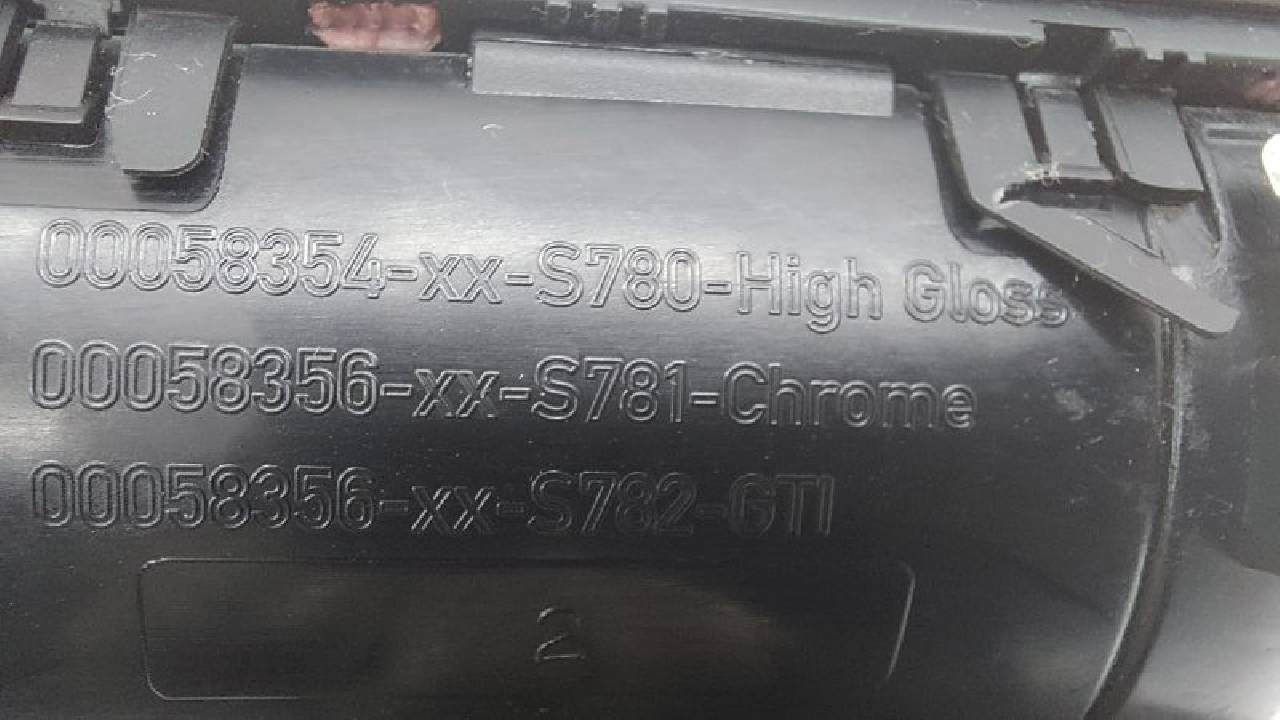 00058354-xx-S780-High Gloss
00058356-xx-S781-Chrome
00058356-xx-S782-GTI
2